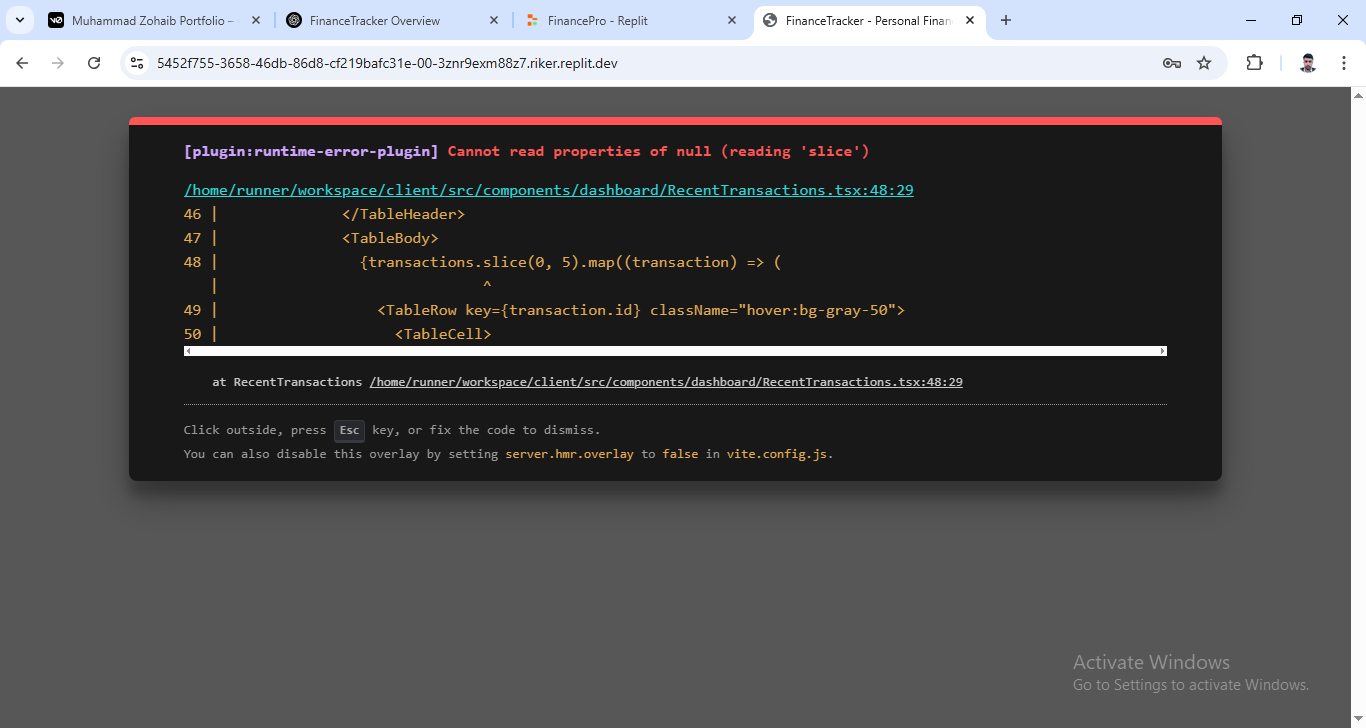 Muhammad Zohaib Portfolio –
FinanceTracker Overview
FinancePro - Replit
FinanceTracker - Personal Finan
5452f755-3658-46db-86d8-cf219bafc31e-00-3znr9exm88z7.riker.replit.dev
[plugin:runtime-error-plugin] Cannot read properties of null (reading 'slice')
/home/runner/workspace/client/src/components/dashboard/RecentTransactions.tsx:48:29
46 |              </TableHeader>
47 |              <TableBody>
48 |                {transactions.slice(0, 5).map((transaction) => (
   |                              ^
49 |                  <TableRow key={transaction.id} className="hover:bg-gray-50">
50 |                    <TableCell>
at RecentTransactions /home/runner/workspace/client/src/components/dashboard/RecentTransactions.tsx:48:29
Click outside, press Esc key, or fix the code to dismiss.
You can also disable this overlay by setting server.hmr.overlay to false in vite.config.js.
Activate Windows
Go to Settings to activate Windows.